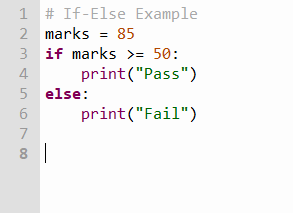 1 # If-Else Example
2 marks = 85
3 if marks >= 50:
4     print("Pass")
5 else:
6     print("Fail")
7
8